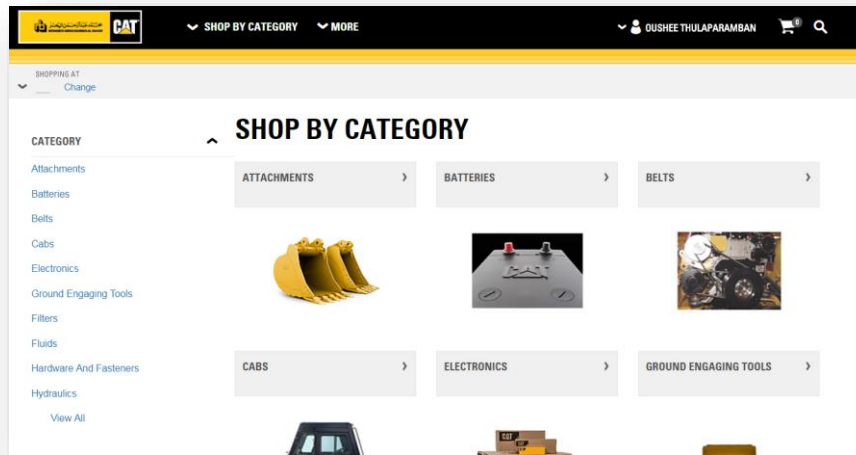 CAT
SHOP BY CATEGORY MORE OUSHEE THULAPARAMBAN 0
SHOPPING AT
Change
CATEGORY
Attachments
Batteries
Belts
Cabs
Electronics
Ground Engaging Tools
Filters
Fluids
Hardware And Fasteners
Hydraulics
View All
SHOP BY CATEGORY
ATTACHMENTS BATTERIES BELTS
CAT
CABS ELECTRONICS GROUND ENGAGING TOOLS
CAT